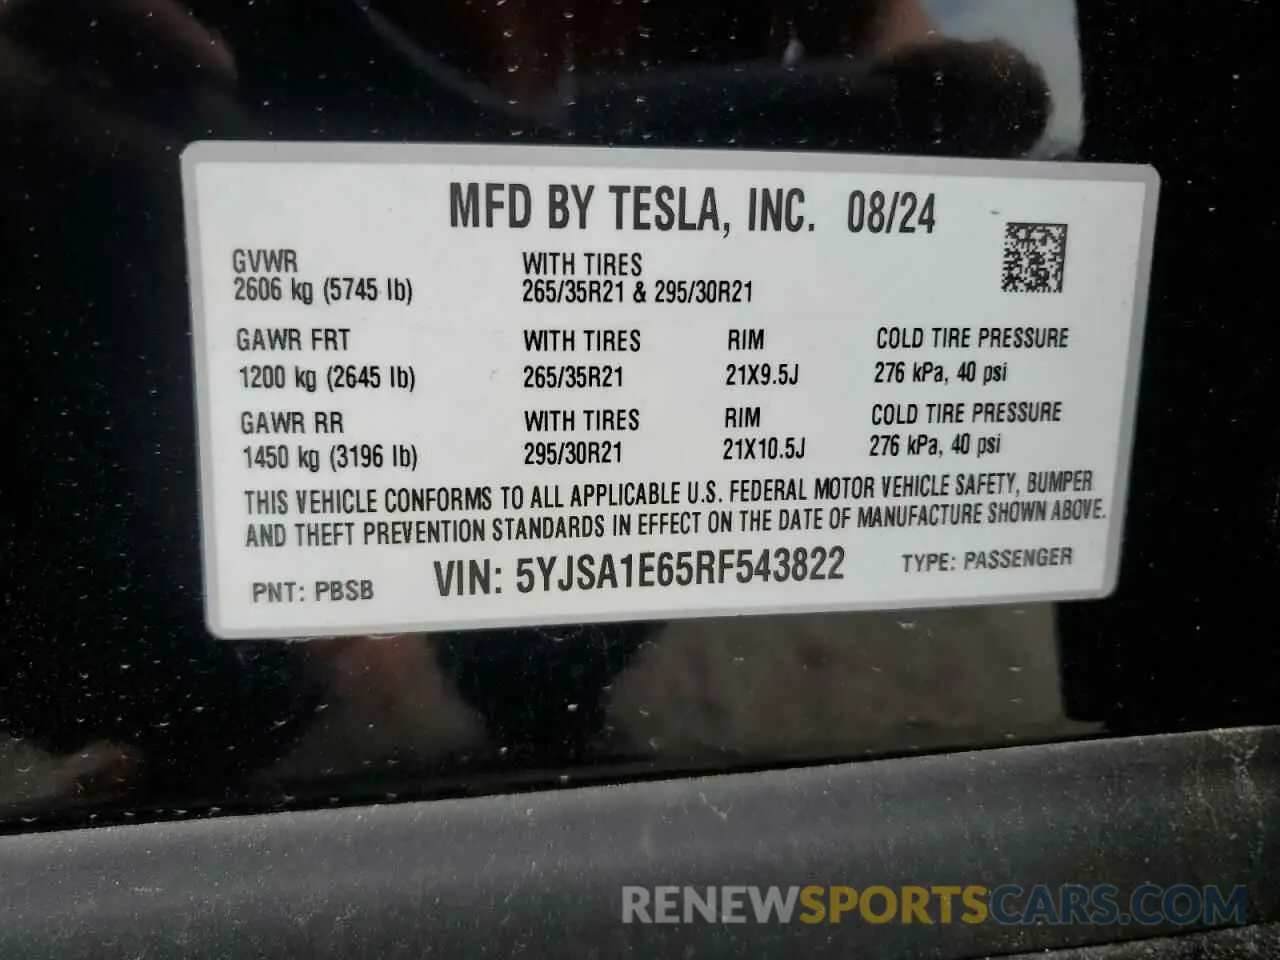 MFD BY TESLA, INC. 08/24
GVWR WITH TIRES
2606 kg (5745 lb) 265/35R21 & 295/30R21
GAWR FRT WITH TIRES RIM COLD TIRE PRESSURE
1200 kg (2645 lb) 265/35R21 21X9.5J 276 kPa, 40 psi
GAWR RR WITH TIRES RIM COLD TIRE PRESSURE
1450 kg (3196 lb) 295/30R21 21X10.5J 276 kPa, 40 psi
THIS VEHICLE CONFORMS TO ALL APPLICABLE U.S. FEDERAL MOTOR VEHICLE SAFETY, BUMPER
AND THEFT PREVENTION STANDARDS IN EFFECT ON THE DATE OF MANUFACTURE SHOWN ABOVE.
PNT: PBSB VIN: 5YJSA1E65RF543822 TYPE: PASSENGER
RENEWSPORTSCARS.COM